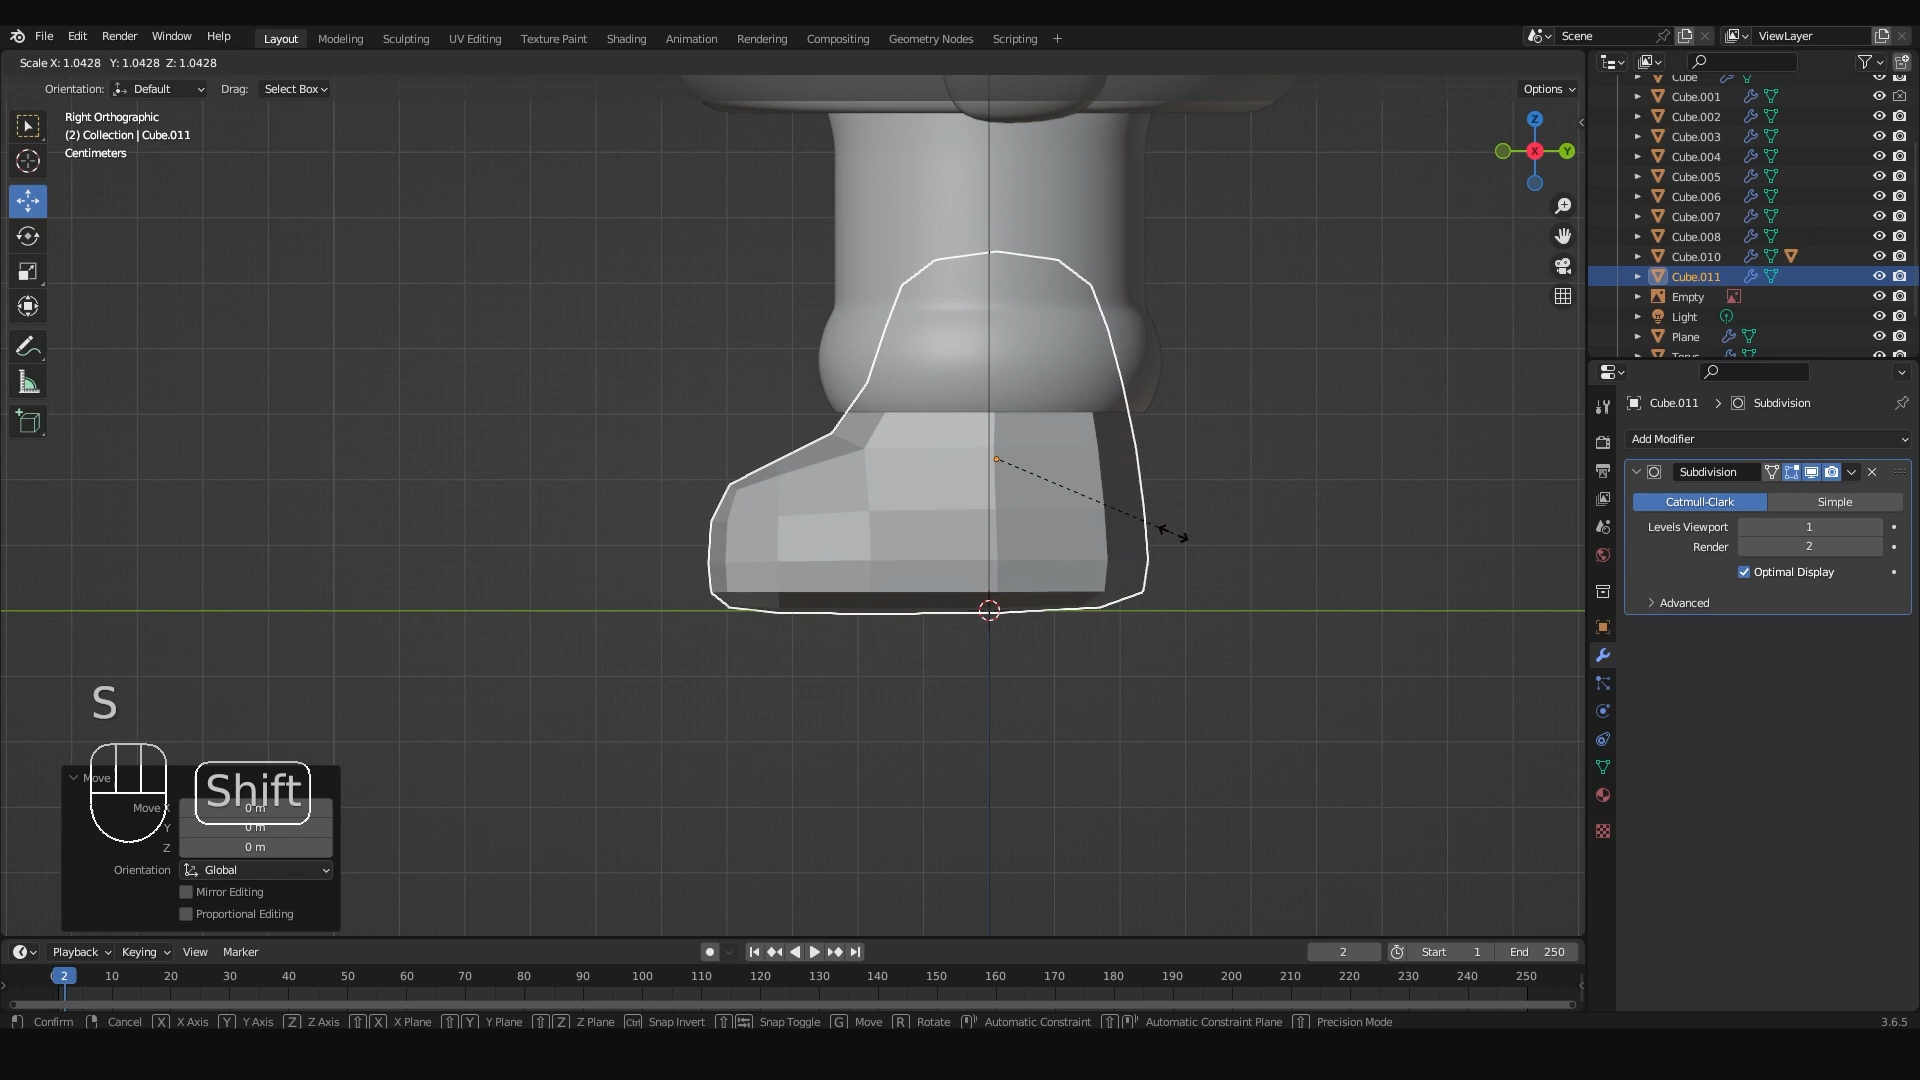 File Edit Render Window Help Layout Modeling Sculpting UV Editing Texture Paint Shading Animation Rendering Compositing Geometry Nodes Scripting + Scene ViewLayer
Scale X: 1.0428 Y: 1.0428 Z: 1.0428
Orientation: Default Drag: Select Box Options
Right Orthographic
(2) Collection | Cube.011
Centimeters
Z
X
Y
Cube
Cube.001
Cube.002
Cube.003
Cube.004
Cube.005
Cube.006
Cube.007
Cube.008
Cube.010
Cube.011
Empty
Light
Plane
Torus
Cube.011 > Subdivision
Add Modifier
Subdivision
Catmull-Clark Simple
Levels Viewport 1
Render 2
Optimal Display
Advanced
S
Shift
Move
Move X 0 m
Y 0 m
Z 0 m
Orientation Global
Mirror Editing
Proportional Editing
Playback Keying View Marker 2 Start 1 End 250
2 10 20 30 40 50 60 70 80 90 100 110 120 130 140 150 160 170 180 190 200 210 220 230 240 250
Confirm Cancel X X Axis Y Y Axis Z Z Axis X X Plane Y Y Plane Z Z Plane Ctrl Snap Invert Snap Toggle G Move R Rotate Automatic Constraint Automatic Constraint Plane Precision Mode 3.6.5